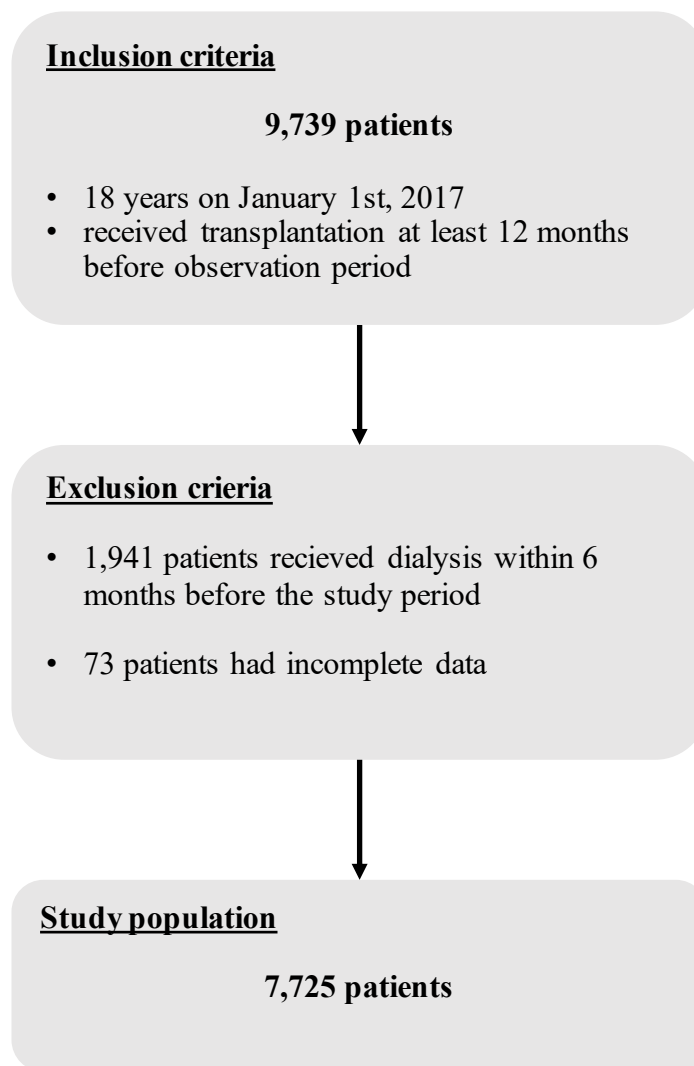 Inclusion criteria
9,739 patients
• 18 years on January 1st, 2017
• received transplantation at least 12 months
before observation period
Exclusion crieria
• 1,941 patients recieved dialysis within 6
months before the study period
• 73 patients had incomplete data
Study population
7,725 patients